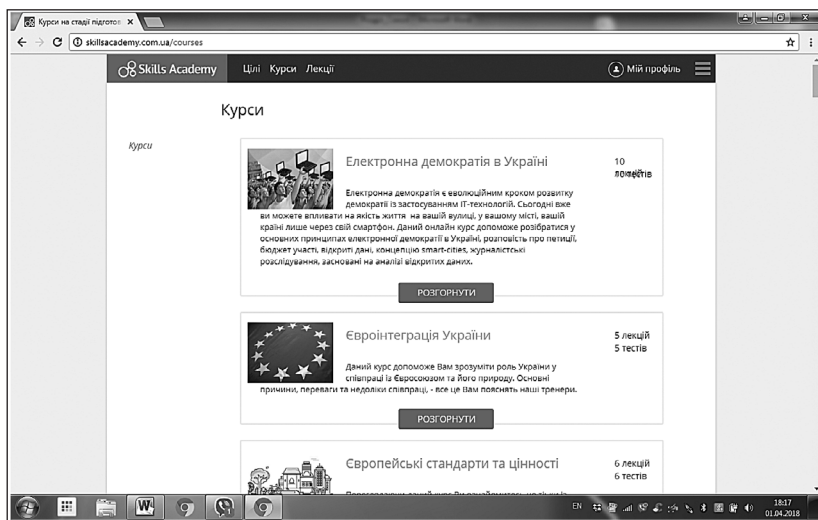 Курси на стадії підготов
skillsacademy.com.ua/courses
Skills Academy Цілі Курси Лекції Мій профіль
Курси
Курси
Електронна демократія в Україні
10
лекцій
10 тестів
Електронна демократія є еволюційним кроком розвитку
демократії із застосуванням ІТ-технологій. Сьогодні вже
ви можете впливати на якість життя на вашій вулиці, у вашому місті, вашій
країні лише через свій смартфон. Даний онлайн курс допоможе розібратися у
основних принципах електронної демократії в Україні, розповість про петиції,
бюджет участі, відкриті дані, концепцію smart-cities, журналістські
розслідування, засновані на аналізі відкритих даних.
РОЗГОРНУТИ
Євроінтеграція України
5 лекцій
5 тестів
Даний курс допоможе Вам зрозуміти роль України у
співпраці із Євросоюзом та його природу. Основні
причини, переваги та недоліки співпраці, - все це Вам пояснять наші тренери.
РОЗГОРНУТИ
Європейські стандарти та цінності
6 лекцій
6 тестів
EN
18:17
01.04.2018